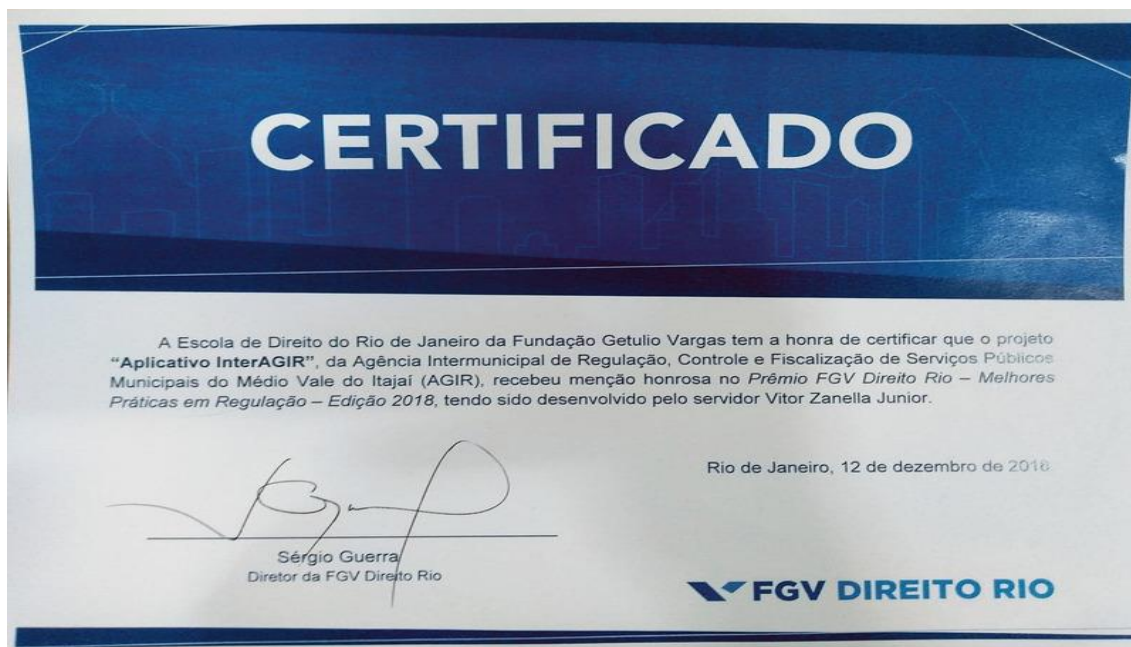 CERTIFICADO
A Escola de Direito do Rio de Janeiro da Fundação Getulio Vargas tem a honra de certificar que o projeto
“Aplicativo InterAGIR”, da Agência Intermunicipal de Regulação, Controle e Fiscalização de Serviços Públicos
Municipais do Médio Vale do Itajaí (AGIR), recebeu menção honrosa no Prêmio FGV Direito Rio – Melhores
Práticas em Regulação – Edição 2018, tendo sido desenvolvido pelo servidor Vitor Zanella Junior.
Rio de Janeiro, 12 de dezembro de 2018
Sérgio Guerra
Diretor da FGV Direito Rio
FGV DIREITO RIO